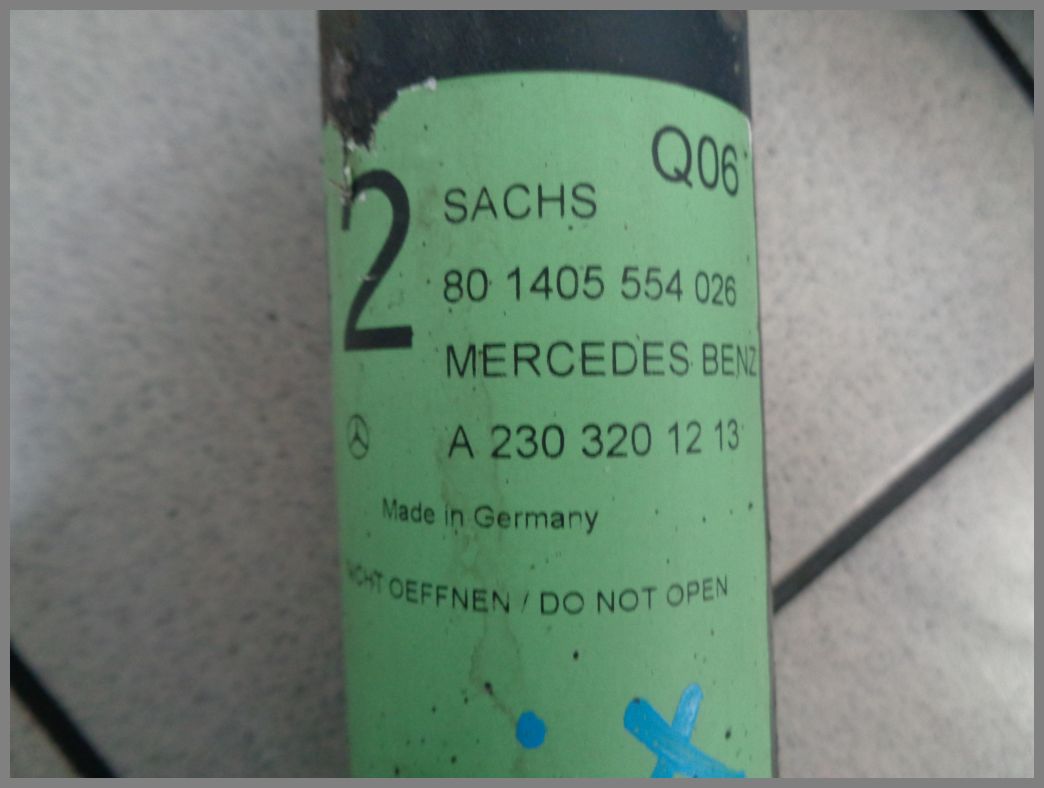 Q06
2
SACHS
80 1405 554 026
MERCEDES BENZ
A 230 320 12 13
Made in Germany
NICHT OEFFNEN / DO NOT OPEN